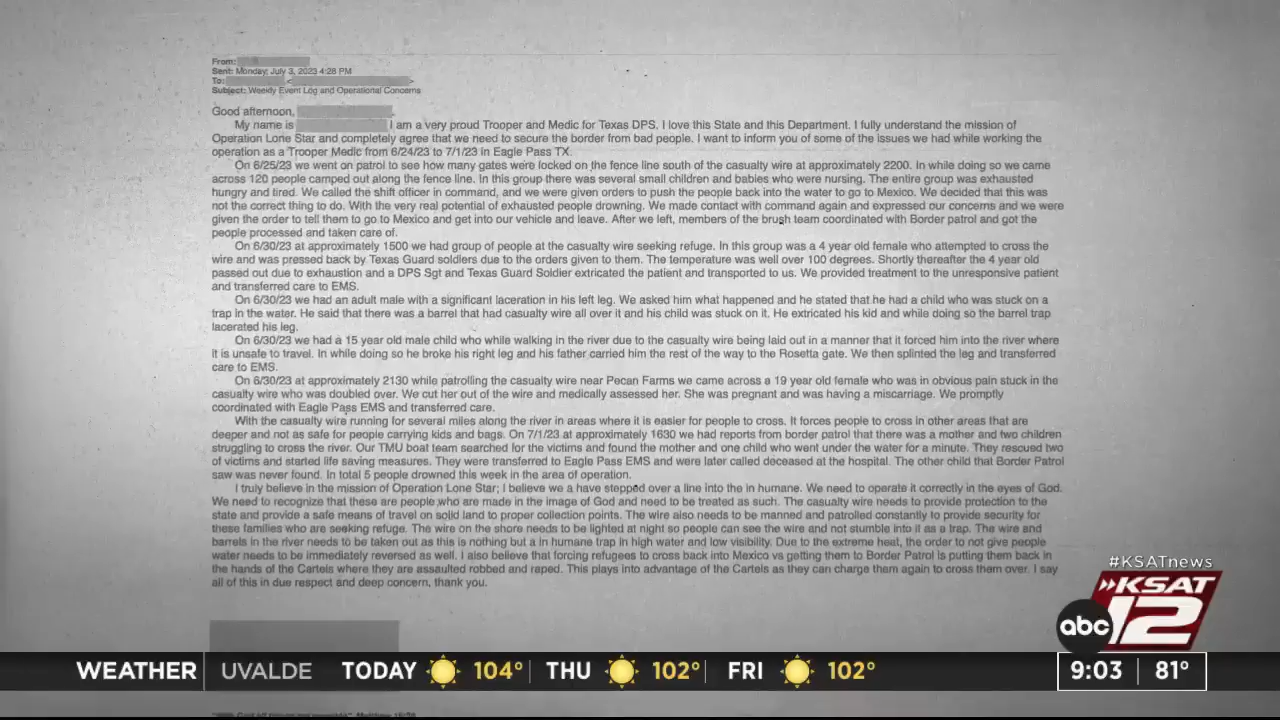 From:
Sent: Monday, July 3, 2023 4:28 PM
To: < >
Subject: Weekly Event Log and Operational Concerns
Good afternoon, .
My name is I am a very proud Trooper and Medic for Texas DPS. I love this State and this Department. I fully understand the mission of
Operation Lone Star and completely agree that we need to secure the border from bad people. I want to inform you of some of the issues we had while working the
operation as a Trooper Medic from 6/24/23 to 7/1/23 in Eagle Pass TX.
On 6/25/23 we went on patrol to see how many gates were locked on the fence line south of the casualty wire at approximately 2200. In while doing so we came
across 120 people camped out along the fence line. In this group there was several small children and babies who were nursing. The entire group was exhausted
hungry and tired. We called the shift officer in command, and we were given orders to push the people back into the water to go to Mexico. We decided that this was
not the correct thing to do. With the very real potential of exhausted people drowning. We made contact with command again and expressed our concerns and we were
given the order to tell them to go to Mexico and get into our vehicle and leave. After we left, members of the brush team coordinated with Border patrol and got the
people processed and taken care of.
On 6/30/23 at approximately 1500 we had group of people at the casualty wire seeking refuge. In this group was a 4 year old female who attempted to cross the
wire and was pressed back by Texas Guard soldiers due to the orders given to them. The temperature was well over 100 degrees. Shortly thereafter the 4 year old
passed out due to exhaustion and a DPS Sgt and Texas Guard Soldier extricated the patient and transported to us. We provided treatment to the unresponsive patient
and transferred care to EMS.
On 6/30/23 we had an adult male with a significant laceration in his left leg. We asked him what happened and he stated that he had a child who was stuck on a
trap in the water. He said that there was a barrel that had casualty wire all over it and his child was stuck on it. He extricated his kid and while doing so the barrel trap
lacerated his leg.
On 6/30/23 we had a 15 year old male child who while walking in the river due to the casualty wire being laid out in a manner that it forced him into the river where
it is unsafe to travel. In while doing so he broke his right leg and his father carried him the rest of the way to the Rosetta gate. We then splinted the leg and transferred
care to EMS.
On 6/30/23 at approximately 2130 while patrolling the casualty wire near Pecan Farms we came across a 19 year old female who was in obvious pain stuck in the
casualty wire who was doubled over. We cut her out of the wire and medically assessed her. She was pregnant and was having a miscarriage. We promptly
coordinated with Eagle Pass EMS and transferred care.
With the casualty wire running for several miles along the river in areas where it is easier for people to cross. It forces people to cross in other areas that are
deeper and not as safe for people carrying kids and bags. On 7/1/23 at approximately 1630 we had reports from border patrol that there was a mother and two children
struggling to cross the river. Our TMU boat team searched for the victims and found the mother and one child who went under the water for a minute. They rescued two
of victims and started life saving measures. They were transferred to Eagle Pass EMS and were later called deceased at the hospital. The other child that Border Patrol
saw was never found. In total 5 people drowned this week in the area of operation.
I truly believe in the mission of Operation Lone Star; I believe we a have stepped over a line into the in humane. We need to operate it correctly in the eyes of God.
We need to recognize that these are people who are made in the image of God and need to be treated as such. The casualty wire needs to provide protection to the
state and provide a safe means of travel on solid land to proper collection points. The wire also needs to be manned and patrolled constantly to provide security for
these families who are seeking refuge. The wire on the shore needs to be lighted at night so people can see the wire and not stumble into it as a trap. The wire and
barrels in the river needs to be taken out as this is nothing but a in humane trap in high water and low visibility. Due to the extreme heat, the order to not give people
water needs to be immediately reversed as well. I also believe that forcing refugees to cross back into Mexico vs getting them to Border Patrol is putting them back in
the hands of the Cartels where they are assaulted robbed and raped. This plays into advantage of the Cartels as they can charge them again to cross them over. I say
all of this in due respect and deep concern, thank you.
#KSATnews
KSAT
abc 12
WEATHER UVALDE TODAY 104° THU 102° FRI 102° 9:03 81°